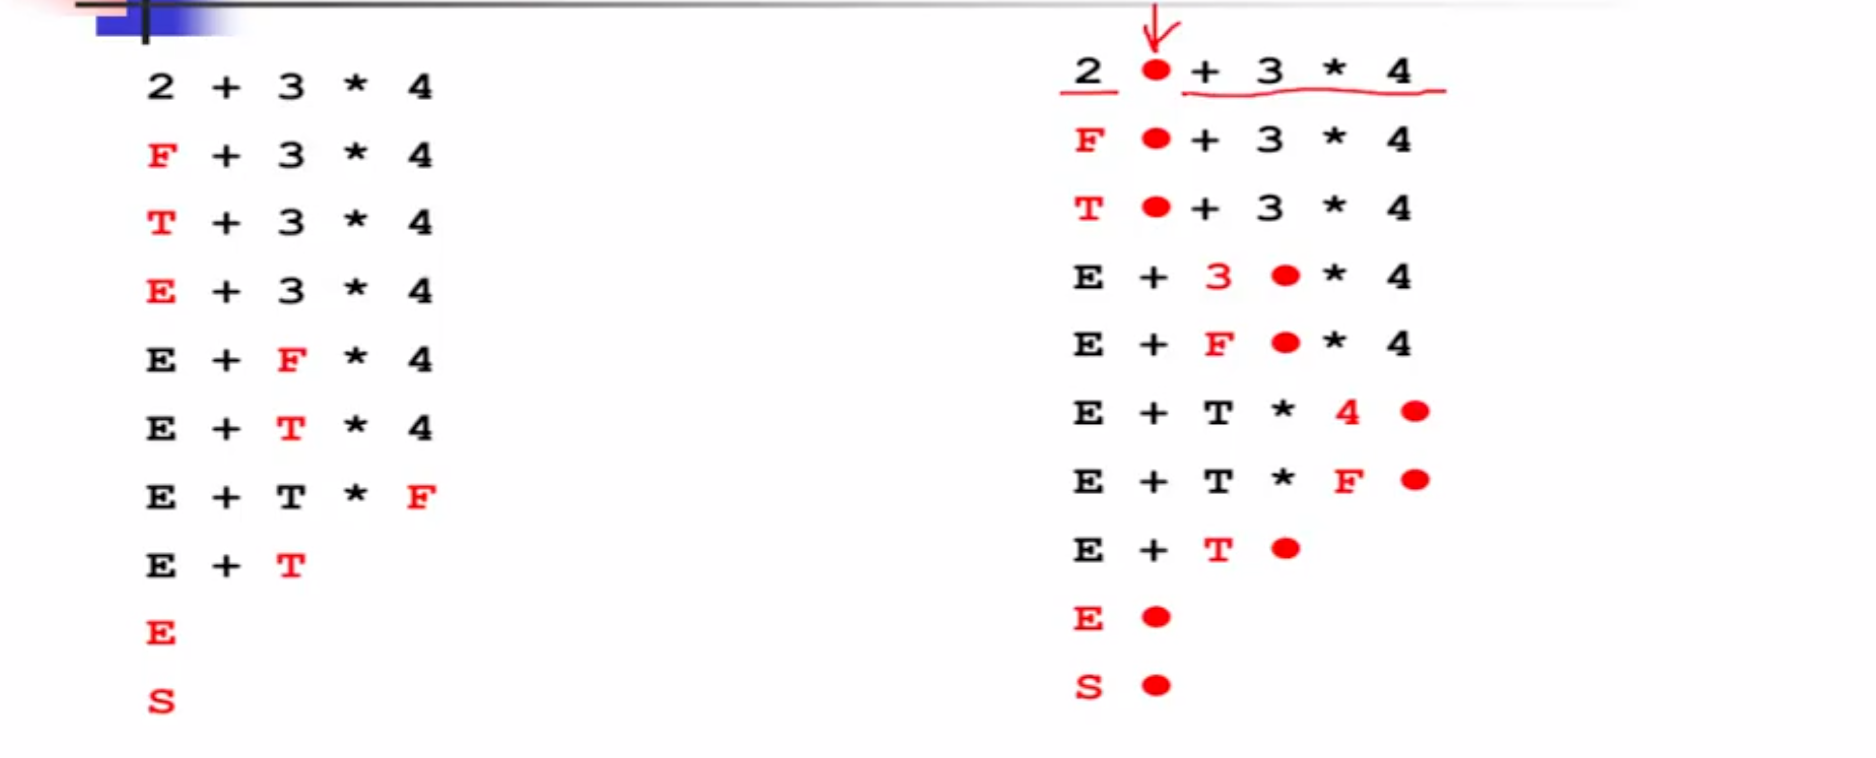 2 + 3 * 4
F + 3 * 4
T + 3 * 4
E + 3 * 4
E + F * 4
E + T * 4
E + T * F
E + T
E
S
2 ● + 3 * 4
F ● + 3 * 4
T ● + 3 * 4
E + 3 ● * 4
E + F ● * 4
E + T * 4 ●
E + T * F ●
E + T ●
E ●
S ●